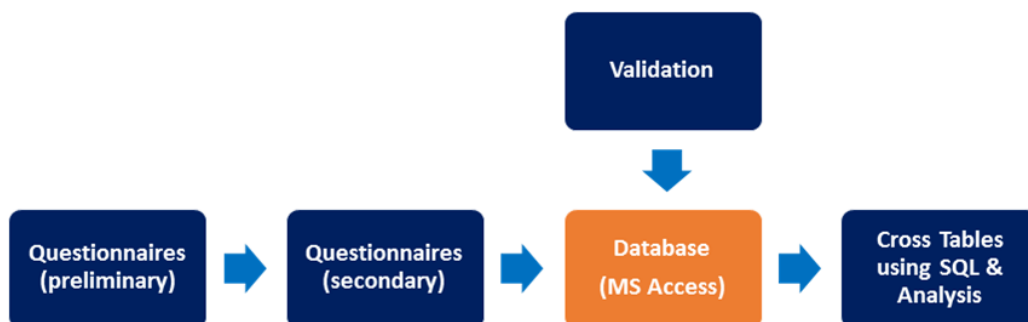 Validation
Questionnaires
(preliminary)
Questionnaires
(secondary)
Database
(MS Access)
Cross Tables
using SQL &
Analysis